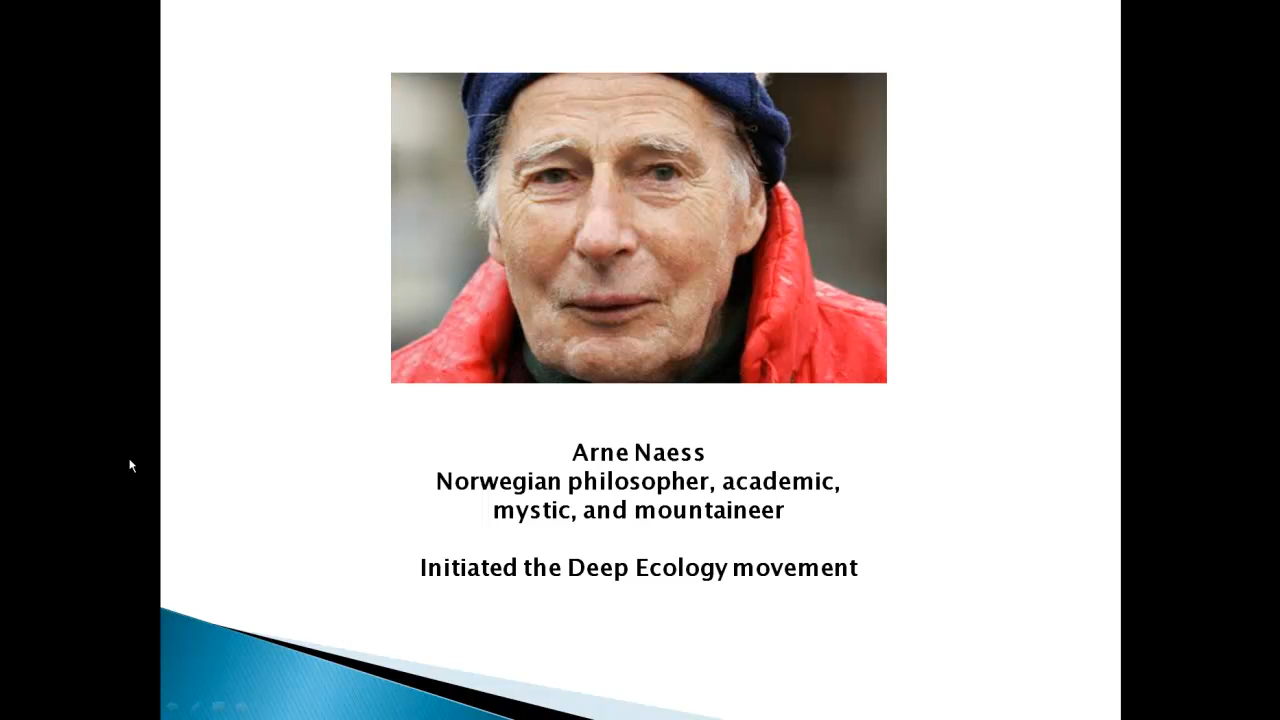 Arne Naess
Norwegian philosopher, academic,
mystic, and mountaineer
Initiated the Deep Ecology movement